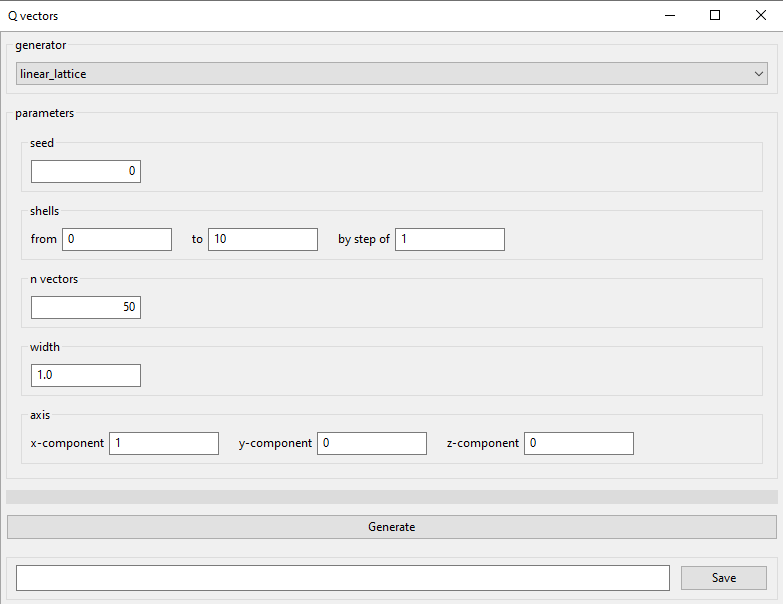 Q vectors
generator
linear_lattice
parameters
seed
0
shells
from 0 to 10 by step of 1
n vectors
50
width
1.0
axis
x-component 1 y-component 0 z-component 0
Generate
Save